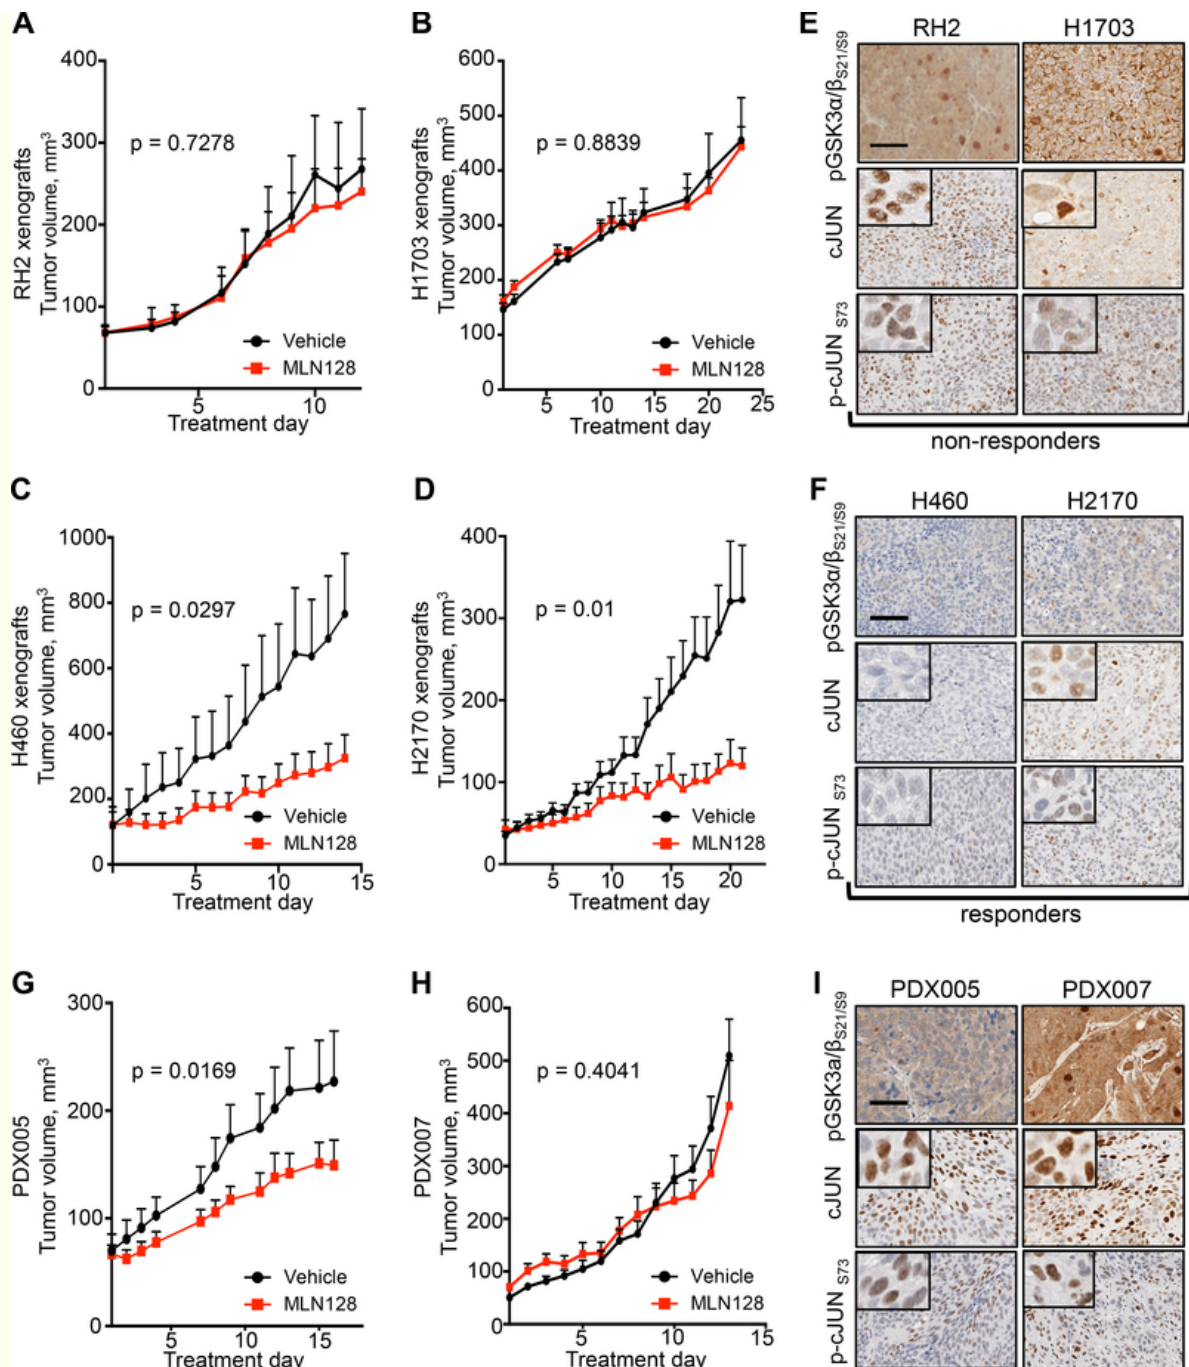 A
RH2 xenografts
Tumor volume, mm³
400
300
200
100
0
p = 0.7278
Vehicle
MLN128
5
10
Treatment day
B
H1703 xenografts
Tumor volume, mm³
600
500
400
300
200
100
0
p = 0.8839
Vehicle
MLN128
5
10
15
20
25
Treatment day
E
RH2
H1703
pGSK3α/βS21/S9
cJUN
p-cJUN S73
non-responders
C
H460 xenografts
Tumor volume, mm³
1000
800
600
400
200
0
p = 0.0297
Vehicle
MLN128
5
10
15
Treatment day
D
H2170 xenografts
Tumor volume, mm³
400
300
200
100
0
p = 0.01
Vehicle
MLN128
5
10
15
20
Treatment day
F
H460
H2170
pGSK3α/βS21/S9
cJUN
p-cJUN S73
responders
G
PDX005
Tumor volume, mm³
300
200
100
0
p = 0.0169
Vehicle
MLN128
5
10
15
Treatment day
H
PDX007
Tumor volume, mm³
600
500
400
300
200
100
0
p = 0.4041
Vehicle
MLN128
5
10
15
Treatment day
I
PDX005
PDX007
pGSK3a/βS21/S9
cJUN
p-cJUN S73